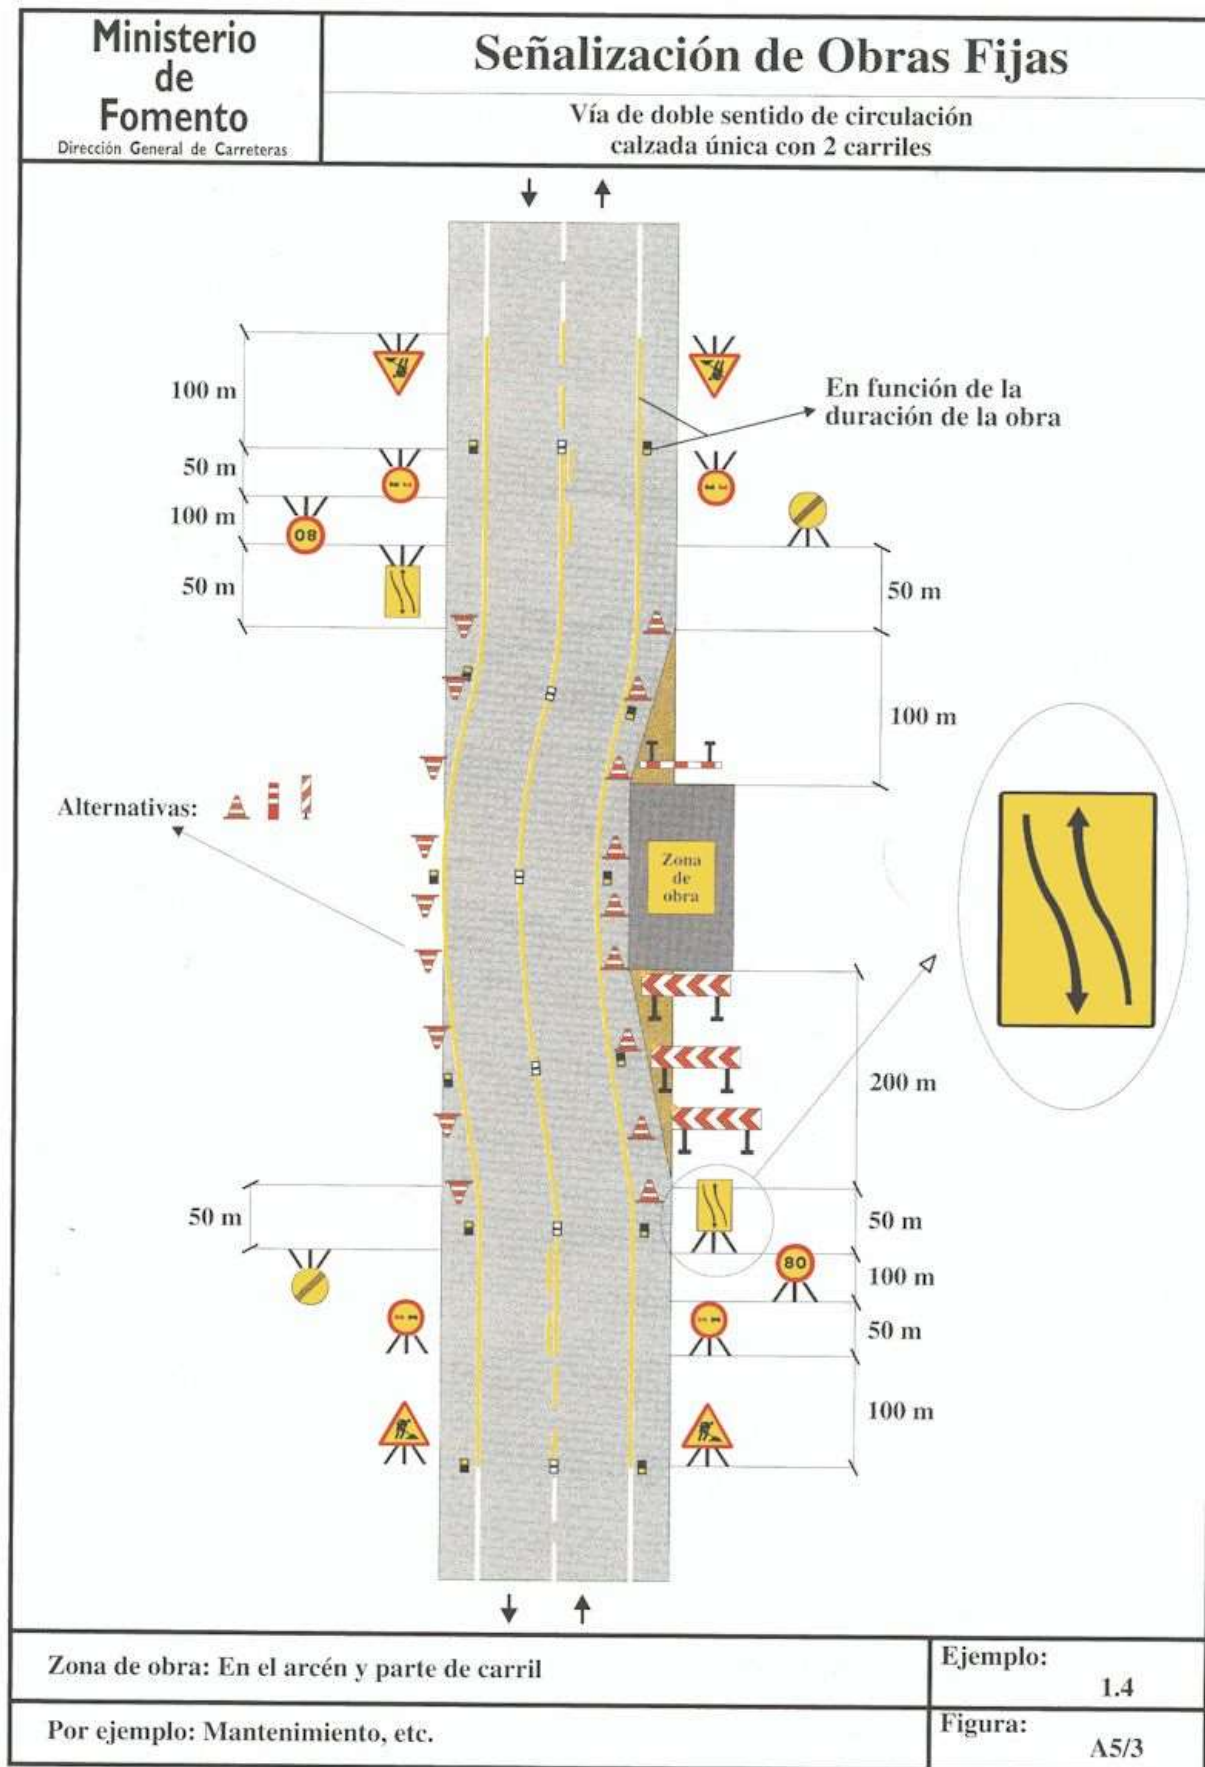 Ministerio
de
Fomento
Dirección General de Carreteras
Señalización de Obras Fijas
Vía de doble sentido de circulación
calzada única con 2 carriles
100 m
50 m
100 m
50 m
80
En función de la
duración de la obra
50 m
100 m
Alternativas:
Zona
de
obra
200 m
50 m
50 m
80
100 m
50 m
100 m
Zona de obra: En el arcén y parte de carril
Ejemplo:
1.4
Por ejemplo: Mantenimiento, etc.
Figura:
A5/3